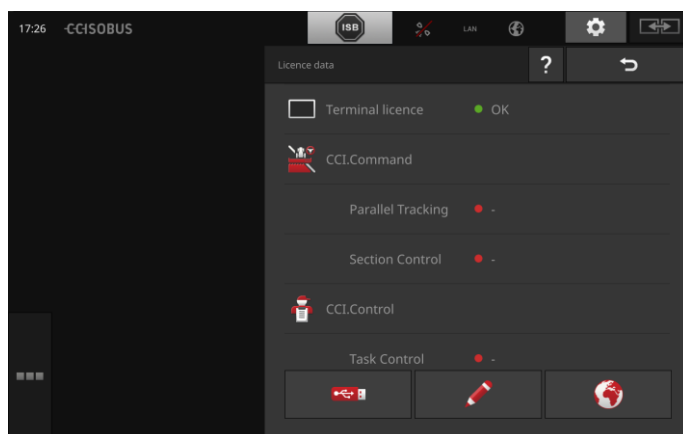 17:26
CCISOBUS
ISB
LAN
Licence data
?
Terminal licence
OK
CCI.Command
Parallel Tracking
-
Section Control
-
CCI.Control
Task Control
-